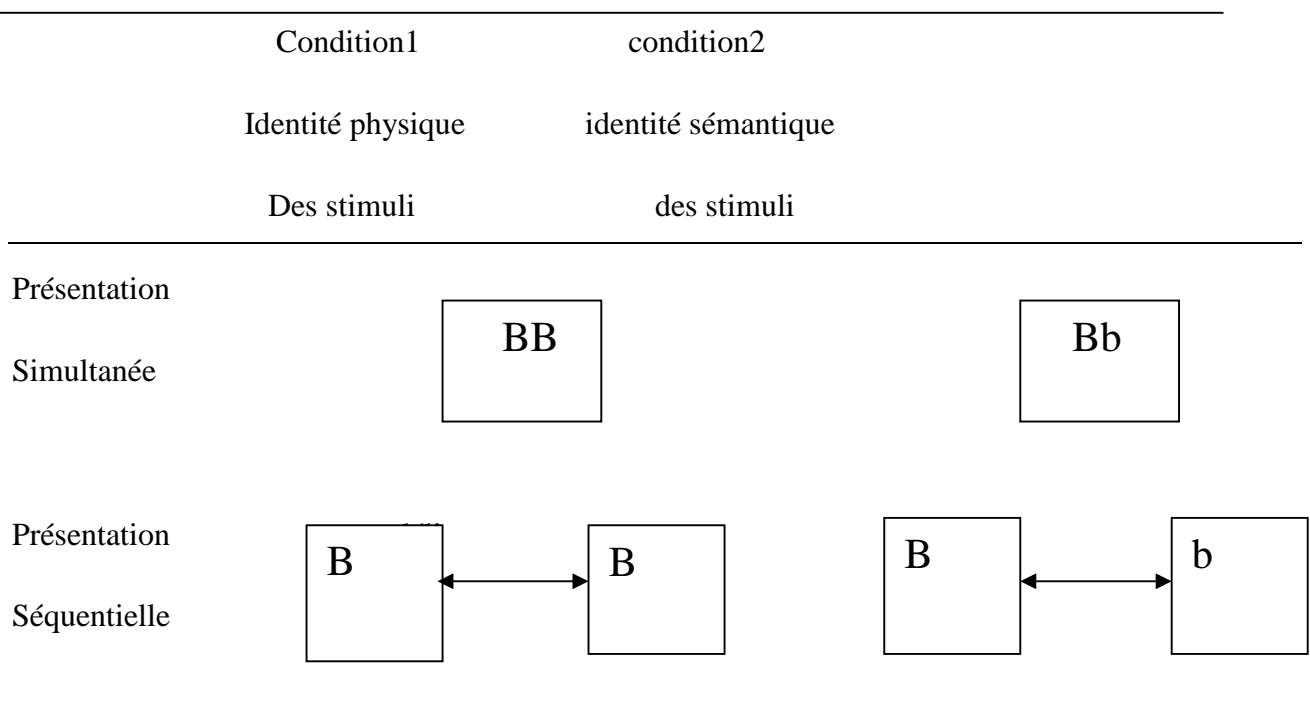 Condition1 condition2
Identité physique identité sémantique
Des stimuli des stimuli
Présentation
BB Bb
Simultanée
Présentation
B B B b
Séquentielle